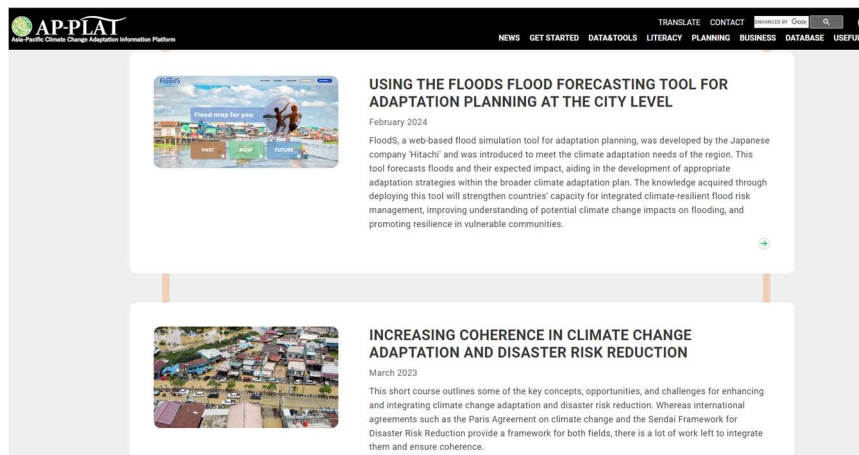 TRANSLATE CONTACT ENHANCED BY Goo
AP-PLAT
Asia-Pacific Climate Change Adaptation Information Platform
NEWS GET STARTED DATA&TOOLS LITERACY PLANNING BUSINESS DATABASE USEFUL
FloodS
Flood map for you
PAST NOW FUTURE
USING THE FLOODS FLOOD FORECASTING TOOL FOR
ADAPTATION PLANNING AT THE CITY LEVEL
February 2024
FloodS, a web-based flood simulation tool for adaptation planning, was developed by the Japanese
company 'Hitachi' and was introduced to meet the climate adaptation needs of the region. This
tool forecasts floods and their expected impact, aiding in the development of appropriate
adaptation strategies within the broader climate adaptation plan. The knowledge acquired through
deploying this tool will strengthen countries' capacity for integrated climate-resilient flood risk
management, improving understanding of potential climate change impacts on flooding, and
promoting resilience in vulnerable communities.
INCREASING COHERENCE IN CLIMATE CHANGE
ADAPTATION AND DISASTER RISK REDUCTION
March 2023
This short course outlines some of the key concepts, opportunities, and challenges for enhancing
and integrating climate change adaptation and disaster risk reduction. Whereas international
agreements such as the Paris Agreement on climate change and the Sendai Framework for
Disaster Risk Reduction provide a framework for both fields, there is a lot of work left to integrate
them and ensure coherence.